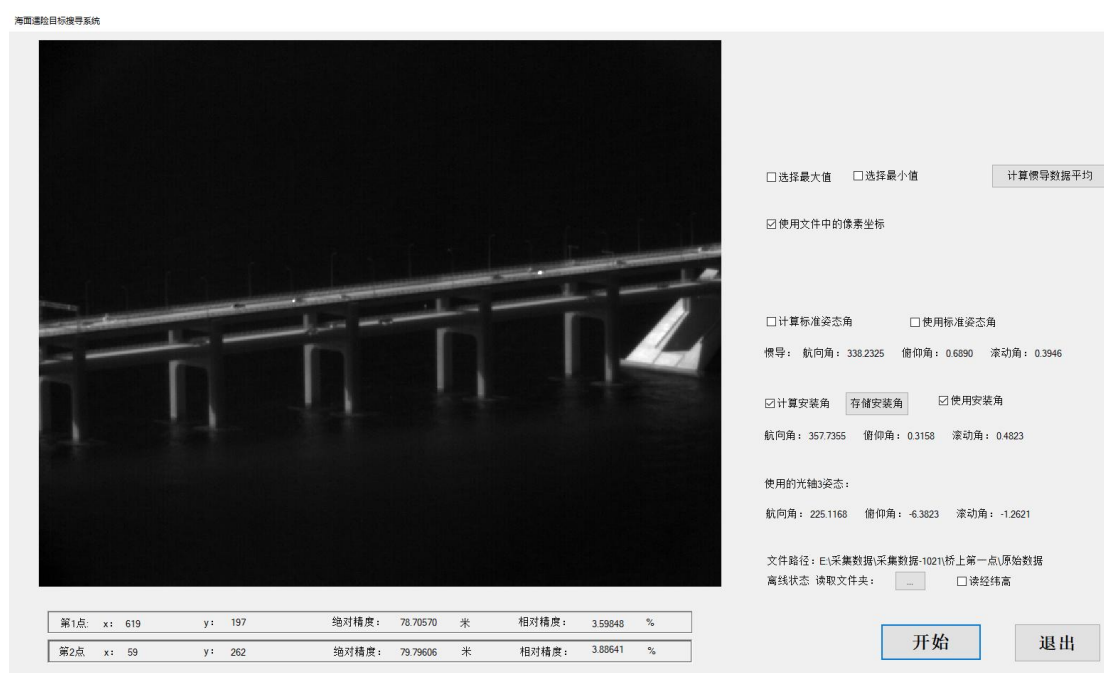 海面遇险目标搜寻系统
选择最大值 选择最小值 计算惯导数据平均
使用文件中的像素坐标
计算标准姿态角 使用标准姿态角
惯导： 航向角：338.2325 俯仰角：0.6890 滚动角：0.3946
计算安装角 存储安装角 使用安装角
航向角：357.7355 俯仰角：0.3158 滚动角：0.4823
使用的光轴3姿态：
航向角：225.1168 俯仰角：-6.3823 滚动角：-1.2621
文件路径：E:\采集数据\采集数据-1021\桥上第一点\原始数据
离线状态 读取文件夹： ... 读经纬高
第1点: x: 619 y: 197 绝对精度： 78.70570 米 相对精度： 3.59848 %
第2点 x: 59 y: 262 绝对精度： 79.79606 米 相对精度： 3.88641 %
开始 退出